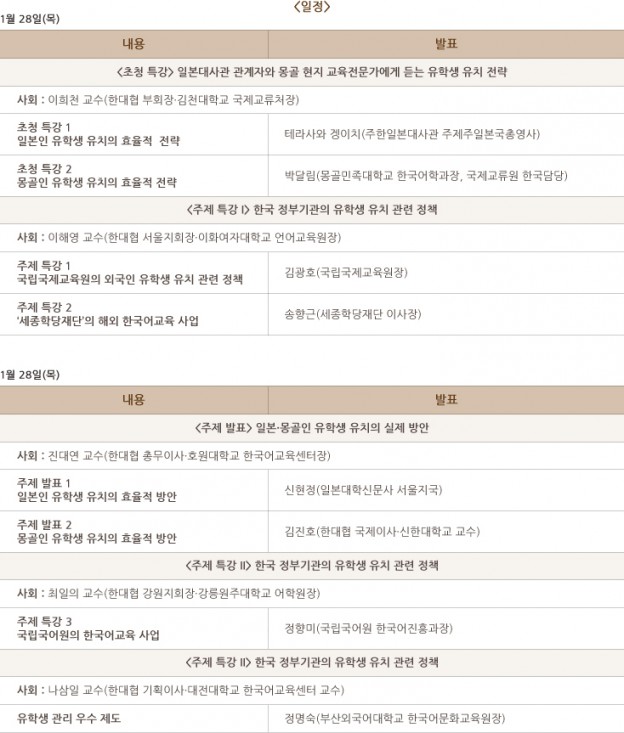 <일정>
1월 28일(목)
내용 발표
<초청 특강> 일본대사관 관계자와 몽골 현지 교육전문가에게 듣는 유학생 유치 전략
사회 : 이희천 교수(한대협 부회장·김천대학교 국제교류처장)
초청 특강 1
일본인 유학생 유치의 효율적 전략
테라사와 겡이치(주한일본대사관 주제주일본국총영사)
초청 특강 2
몽골인 유학생 유치의 효율적 전략
박달림(몽골민족대학교 한국어학과장, 국제교류원 한국담당)
<주제 특강 I> 한국 정부기관의 유학생 유치 관련 정책
사회 : 이해영 교수(한대협 서울지회장·이화여자대학교 언어교육원장)
주제 특강 1
국립국제교육원의 외국인 유학생 유치 관련 정책
김광호(국립국제교육원장)
주제 특강 2
‘세종학당재단’의 해외 한국어교육 사업
송향근(세종학당재단 이사장)
1월 28일(목)
내용 발표
<주제 발표> 일본·몽골인 유학생 유치의 실제 방안
사회 : 진대연 교수(한대협 총무이사·호원대학교 한국어교육센터장)
주제 발표 1
일본인 유학생 유치의 효율적 방안
신현정(일본대학신문사 서울지국)
주제 발표 2
몽골인 유학생 유치의 효율적 방안
김진호(한대협 국제이사·신한대학교 교수)
<주제 특강 II> 한국 정부기관의 유학생 유치 관련 정책
사회 : 최일의 교수(한대협 강원지회장·강릉원주대학교 어학원장)
주제 특강 3
국립국어원의 한국어교육 사업
정향미(국립국어원 한국어진흥과장)
<주제 특강 II> 한국 정부기관의 유학생 유치 관련 정책
사회 : 나삼일 교수(한대협 기획이사·대전대학교 한국어교육센터 교수)
유학생 관리 우수 제도
정명숙(부산외국어대학교 한국어문화교육원장)